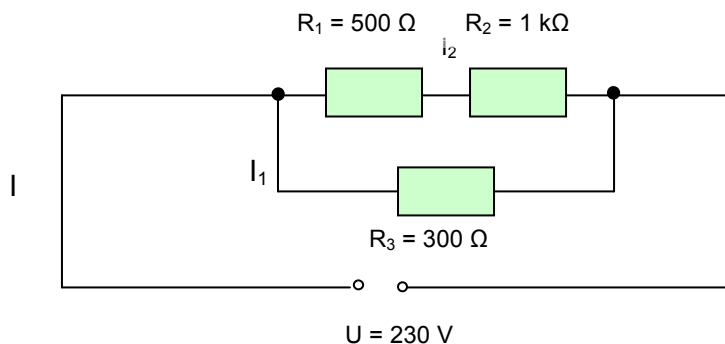 R₁ = 500 Ω
R₂ = 1 kΩ
i₂
I₁
I
R₃ = 300 Ω
U = 230 V